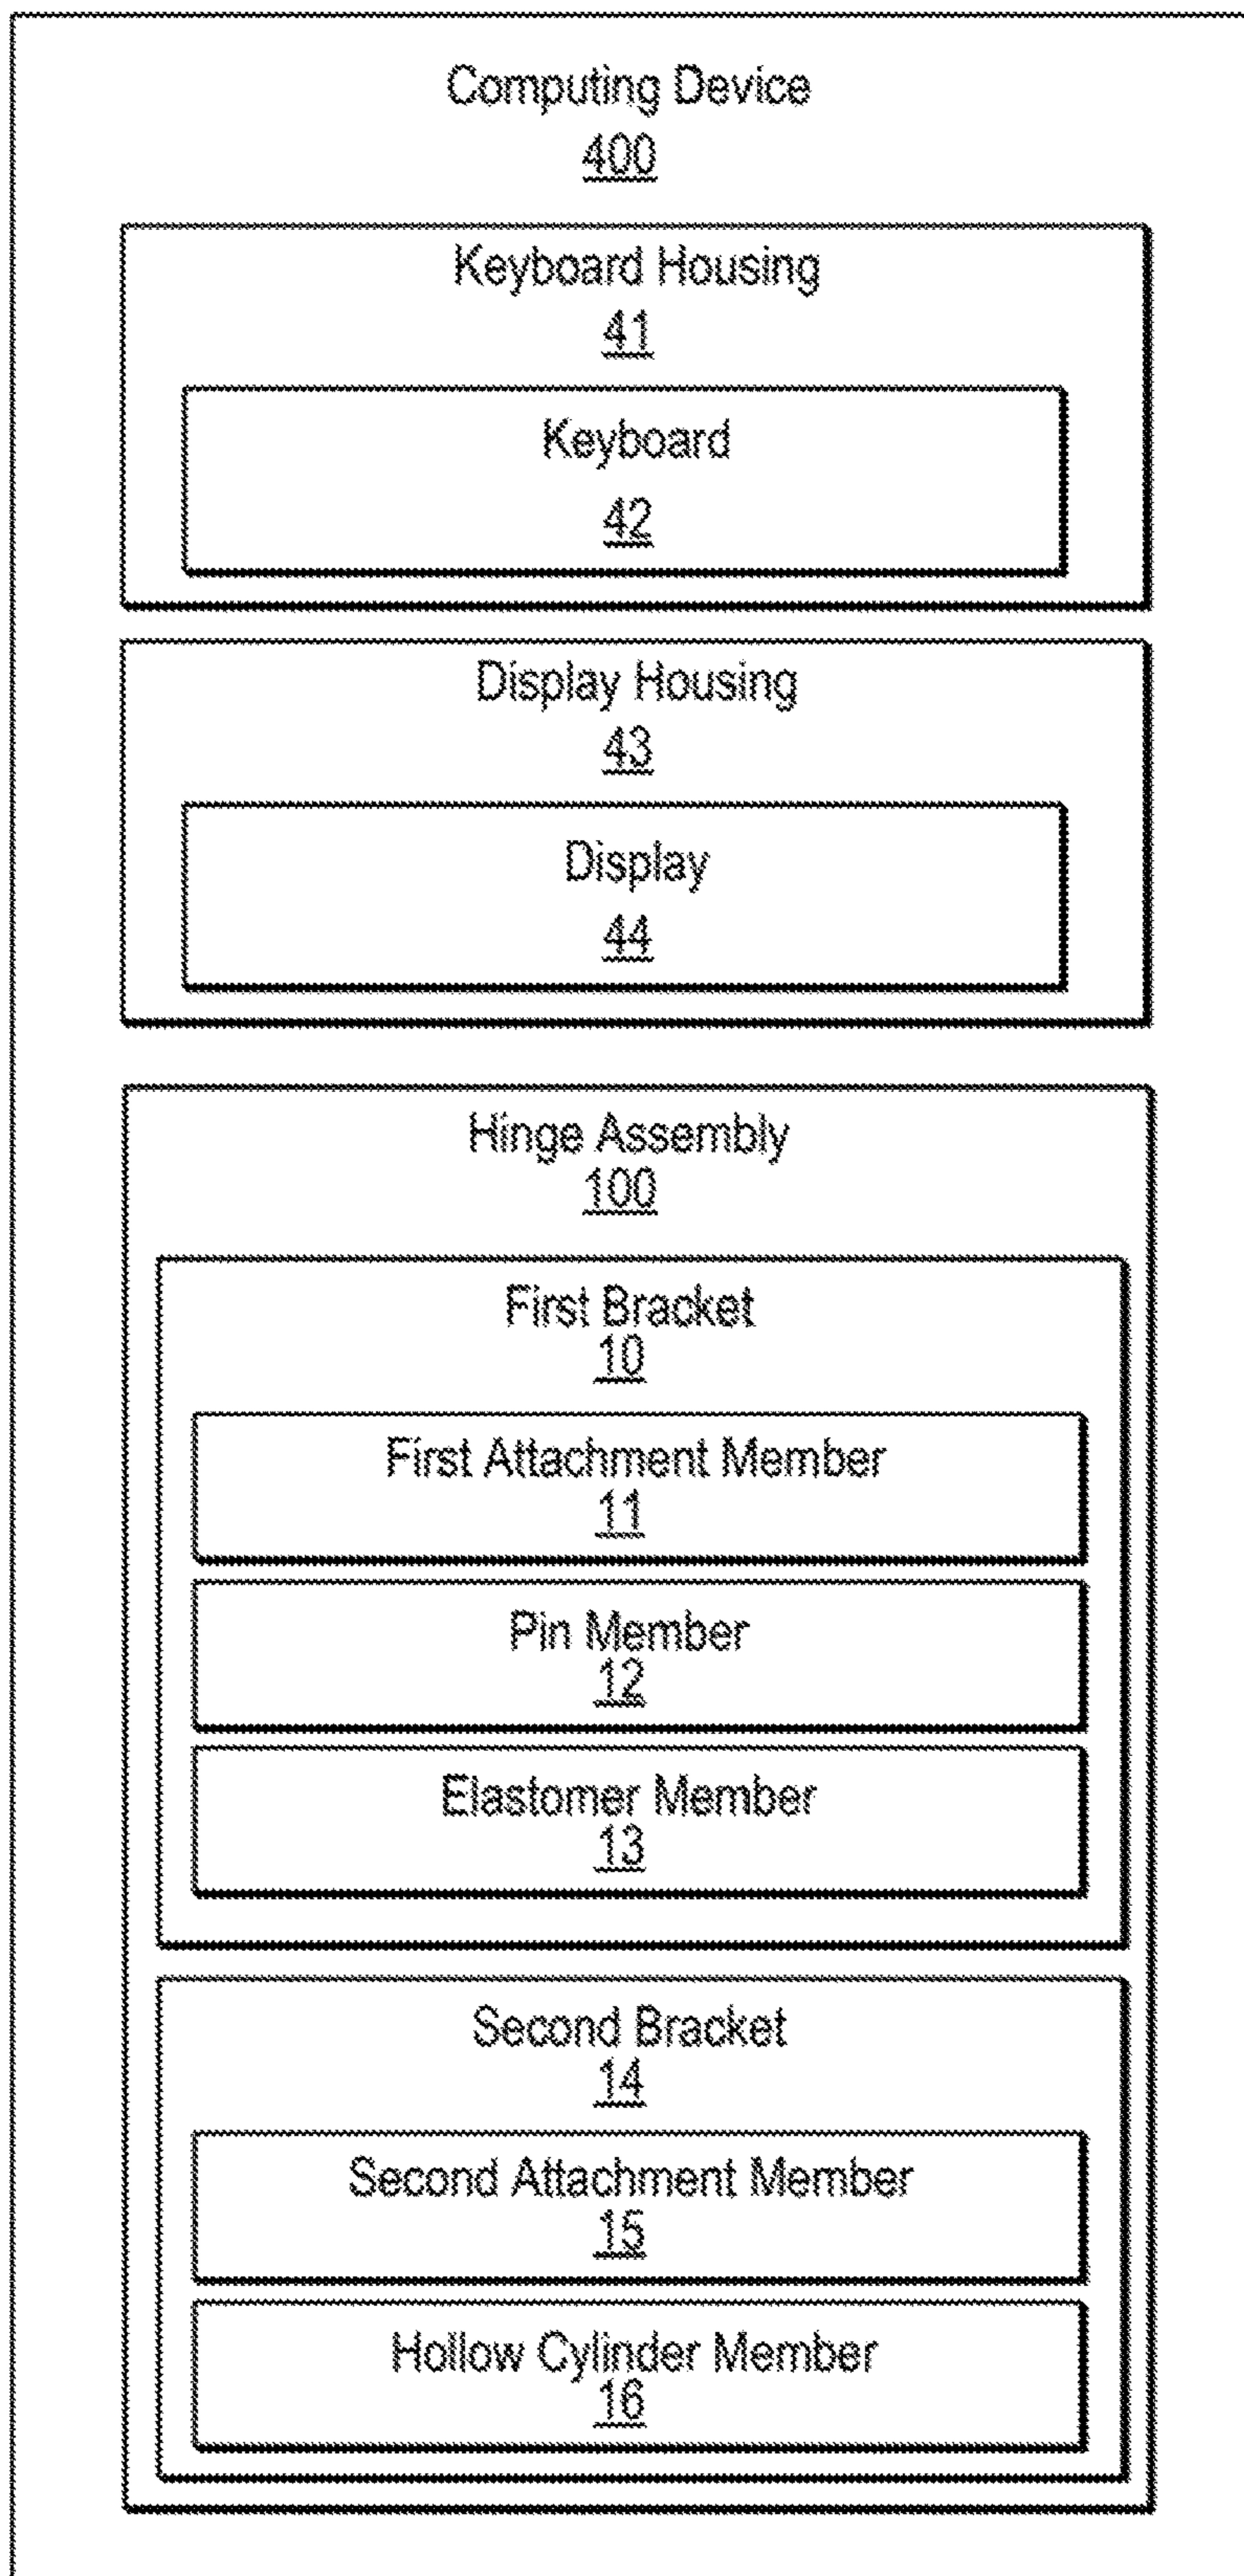 Computing Device
400
Keyboard Housing
41
Keyboard
42
Display Housing
43
Display
44
Hinge Assembly
100
First Bracket
10
First Attachment Member
11
Pin Member
12
Elastomer Member
13
Second Bracket
14
Second Attachment Member
15
Hollow Cylinder Member
16